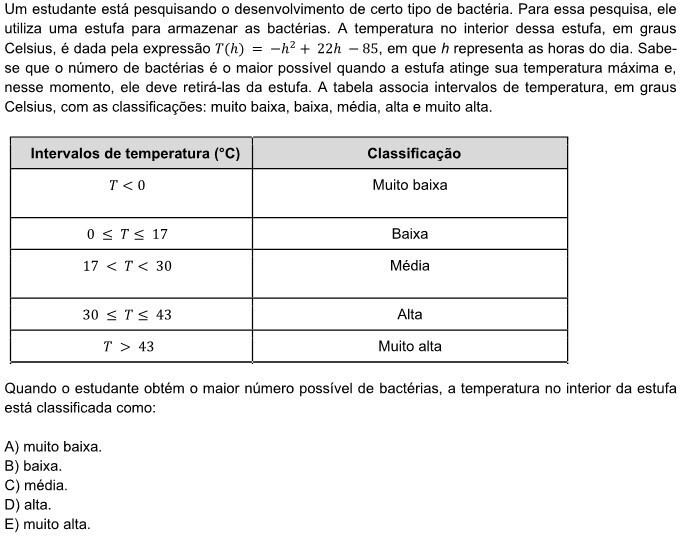 Um estudante está pesquisando o desenvolvimento de certo tipo de bactéria. Para essa pesquisa, ele
utiliza uma estufa para armazenar as bactérias. A temperatura no interior dessa estufa, em graus
Celsius, é dada pela expressão T(h) = −h² + 22h − 85, em que h representa as horas do dia. Sabe-
se que o número de bactérias é o maior possível quando a estufa atinge sua temperatura máxima e,
nesse momento, ele deve retirá-las da estufa. A tabela associa intervalos de temperatura, em graus
Celsius, com as classificações: muito baixa, baixa, média, alta e muito alta.
Intervalos de temperatura (°C) Classificação
T < 0 Muito baixa
0 ≤ T ≤ 17 Baixa
17 < T < 30 Média
30 ≤ T ≤ 43 Alta
T > 43 Muito alta
Quando o estudante obtém o maior número possível de bactérias, a temperatura no interior da estufa
está classificada como:
A) muito baixa.
B) baixa.
C) média.
D) alta.
E) muito alta.